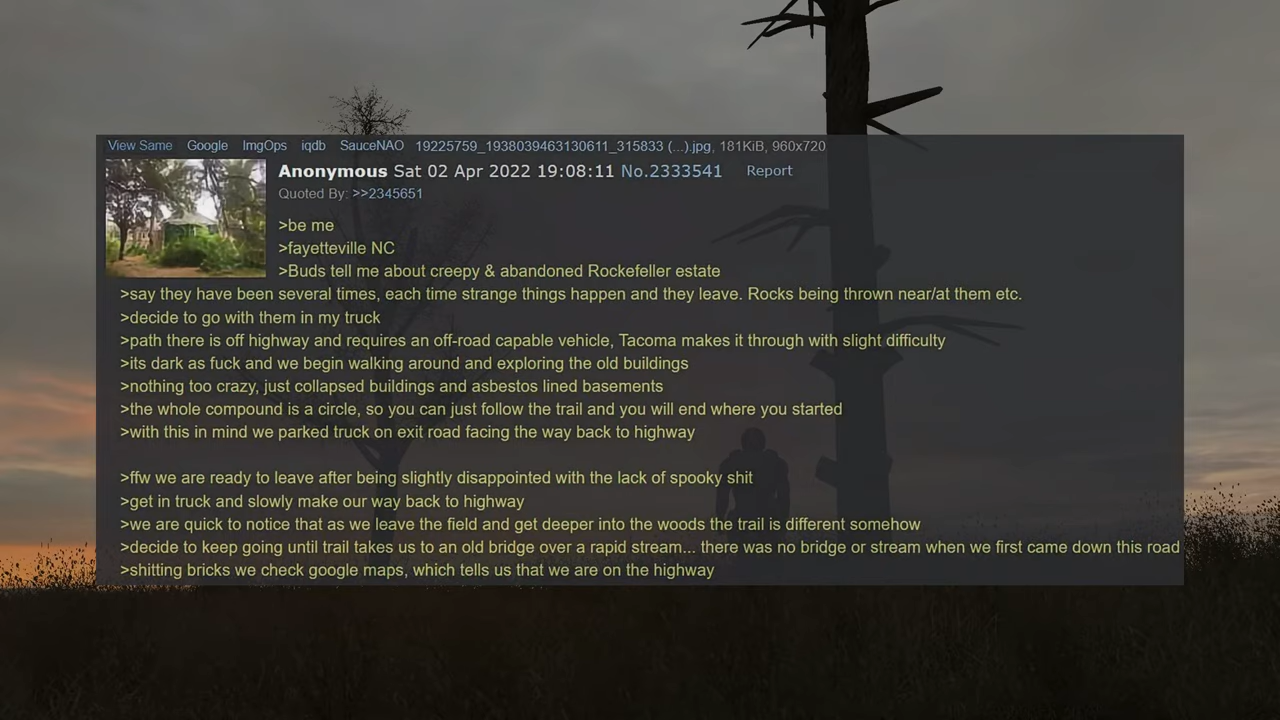 View Same Google ImgOps iqdb SauceNAO 19225759_1938039463130611_315833 (...).jpg, 181KiB, 960x720
Anonymous Sat 02 Apr 2022 19:08:11 No.2333541 Report
Quoted By: >>2345651
>be me
>fayetteville NC
>Buds tell me about creepy & abandoned Rockefeller estate
>say they have been several times, each time strange things happen and they leave. Rocks being thrown near/at them etc.
>decide to go with them in my truck
>path there is off highway and requires an off-road capable vehicle, Tacoma makes it through with slight difficulty
>its dark as fuck and we begin walking around and exploring the old buildings
>nothing too crazy, just collapsed buildings and asbestos lined basements
>the whole compound is a circle, so you can just follow the trail and you will end where you started
>with this in mind we parked truck on exit road facing the way back to highway
>ffw we are ready to leave after being slightly disappointed with the lack of spooky shit
>get in truck and slowly make our way back to highway
>we are quick to notice that as we leave the field and get deeper into the woods the trail is different somehow
>decide to keep going until trail takes us to an old bridge over a rapid stream... there was no bridge or stream when we first came down this road
>shitting bricks we check google maps, which tells us that we are on the highway